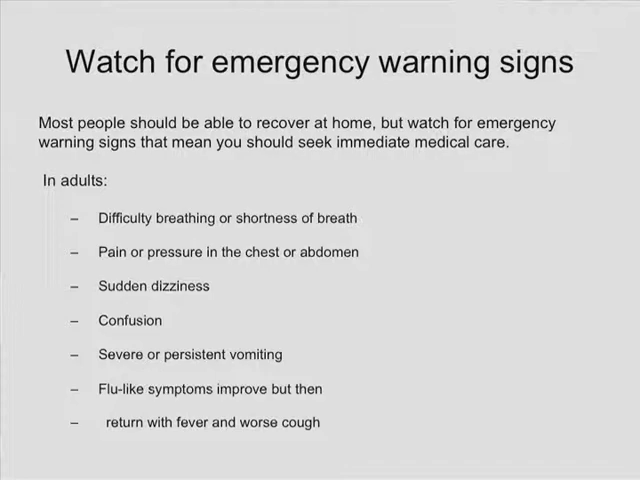 Watch for emergency warning signs
Most people should be able to recover at home, but watch for emergency
warning signs that mean you should seek immediate medical care.
In adults:
– Difficulty breathing or shortness of breath
– Pain or pressure in the chest or abdomen
– Sudden dizziness
– Confusion
– Severe or persistent vomiting
– Flu-like symptoms improve but then
– return with fever and worse cough